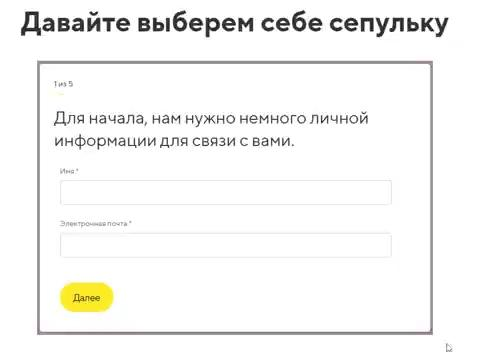 Давайте выберем себе сепульку
1 из 5
Для начала, нам нужно немного личной
информации для связи с вами.
Имя *
Электронная почта *
Далее